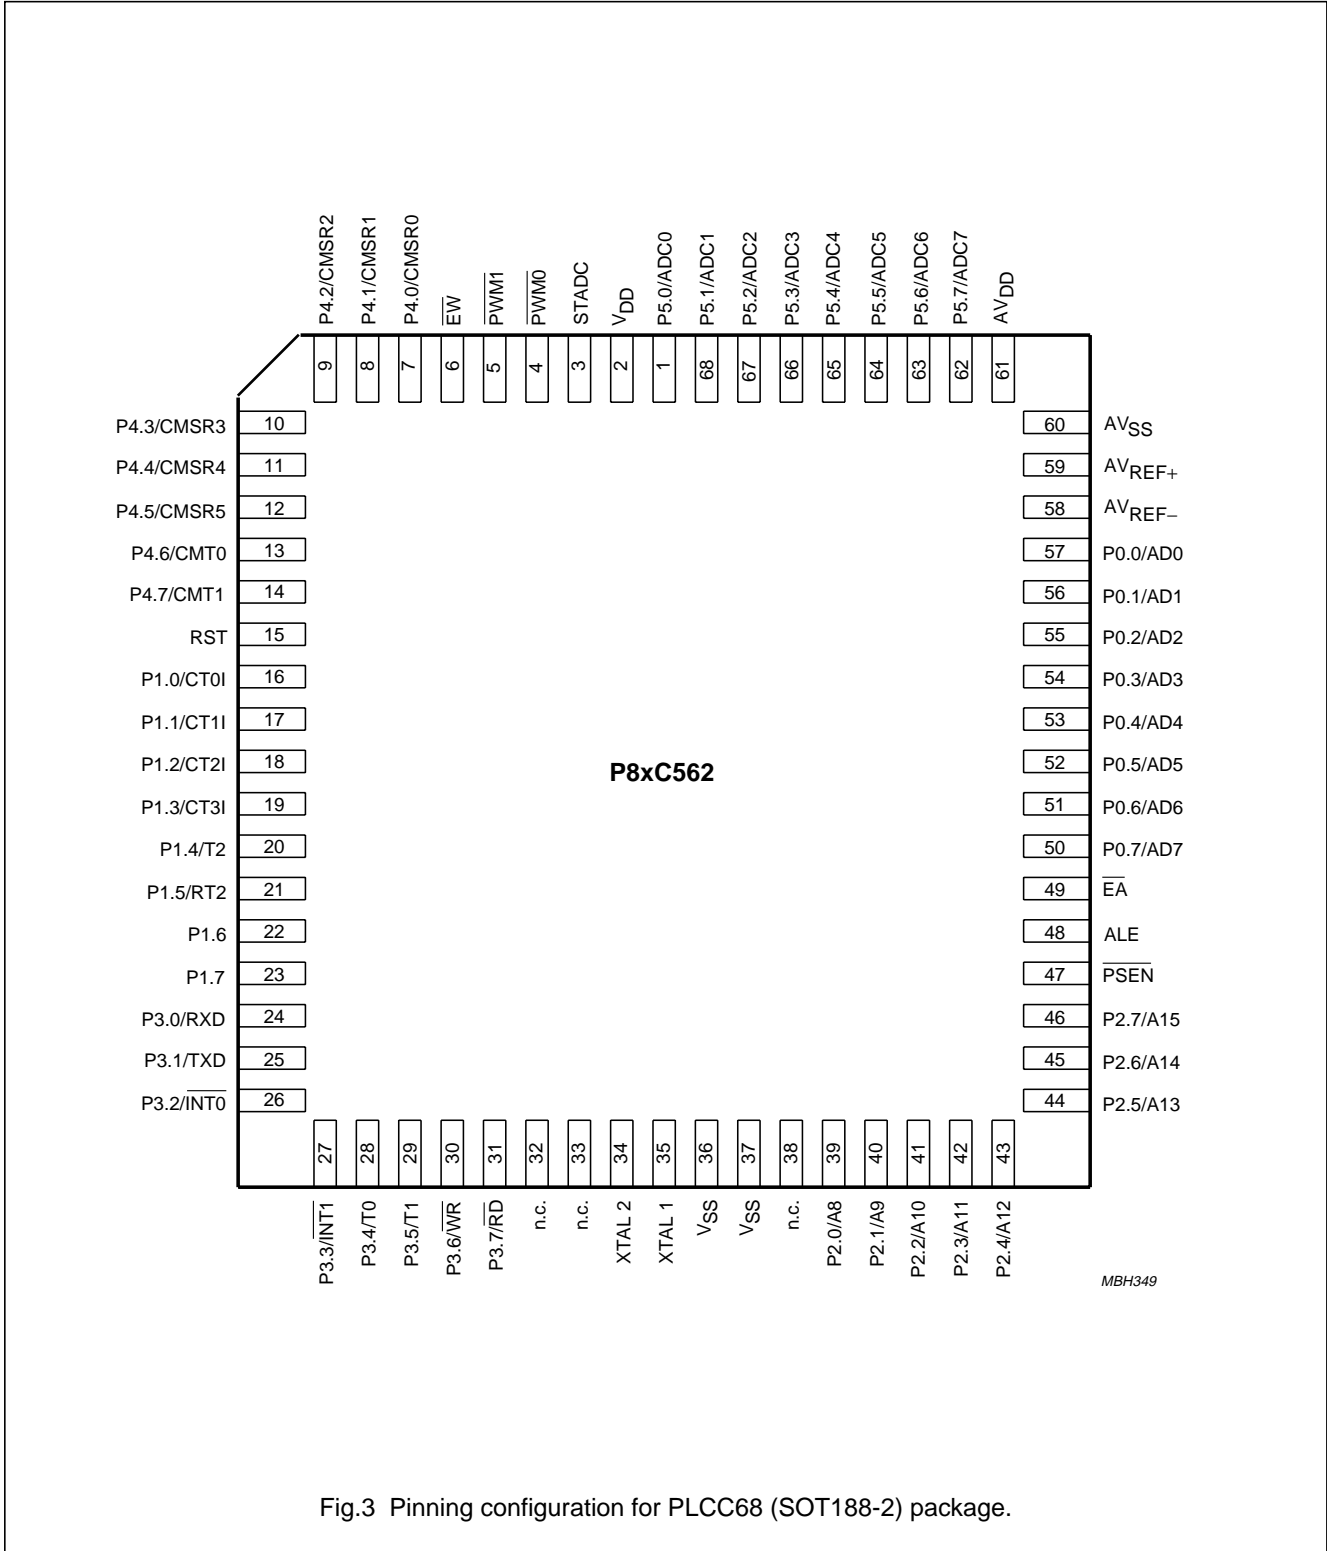 P4.2/CMSR2
P4.1/CMSR1
P4.0/CMSR0
EW
PWM1
PWM0
STADC
VDD
P5.0/ADC0
P5.1/ADC1
P5.2/ADC2
P5.3/ADC3
P5.4/ADC4
P5.5/ADC5
P5.6/ADC6
P5.7/ADC7
AVDD
9 8 7 6 5 4 3 2 1 68 67 66 65 64 63 62 61
P4.3/CMSR3 10
P4.4/CMSR4 11
P4.5/CMSR5 12
P4.6/CMT0 13
P4.7/CMT1 14
RST 15
P1.0/CT0I 16
P1.1/CT1I 17
P1.2/CT2I 18
P1.3/CT3I 19
P1.4/T2 20
P1.5/RT2 21
P1.6 22
P1.7 23
P3.0/RXD 24
P3.1/TXD 25
P3.2/INT0 26
P8xC562
60 AVSS
59 AVREF+
58 AVREF−
57 P0.0/AD0
56 P0.1/AD1
55 P0.2/AD2
54 P0.3/AD3
53 P0.4/AD4
52 P0.5/AD5
51 P0.6/AD6
50 P0.7/AD7
49 EA
48 ALE
47 PSEN
46 P2.7/A15
45 P2.6/A14
44 P2.5/A13
27 28 29 30 31 32 33 34 35 36 37 38 39 40 41 42 43
P3.3/INT1
P3.4/T0
P3.5/T1
P3.6/WR
P3.7/RD
n.c.
n.c.
XTAL 2
XTAL 1
VSS
VSS
n.c.
P2.0/A8
P2.1/A9
P2.2/A10
P2.3/A11
P2.4/A12
MBH349
Fig.3 Pinning configuration for PLCC68 (SOT188-2) package.